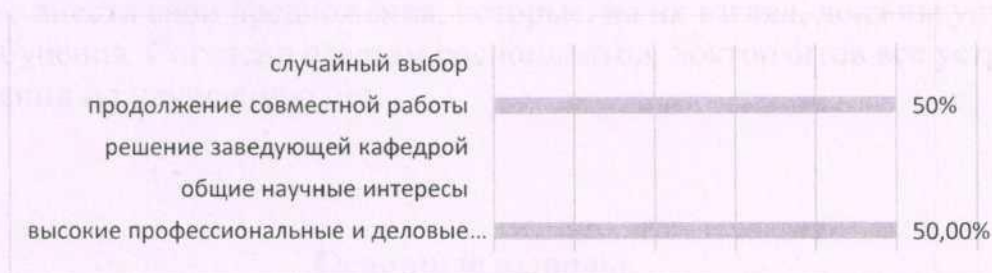 случайный выбор
продолжение совместной работы 50%
решение заведующей кафедрой
общие научные интересы
высокие профессиональные и деловые... 50,00%